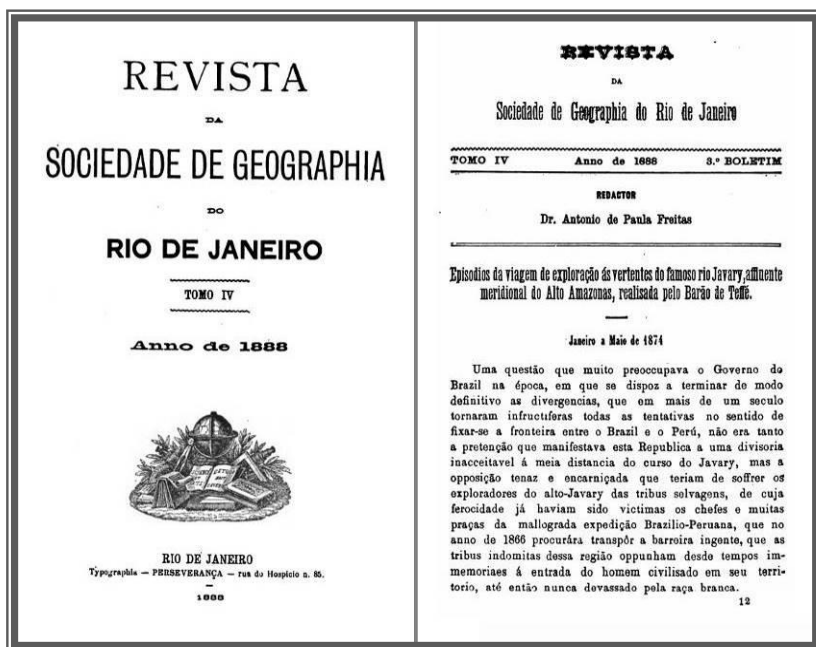 REVISTA
DA
SOCIEDADE DE GEOGRAPHIA
DO
RIO DE JANEIRO
TOMO IV
Anno de 1888
RIO DE JANEIRO
Typographia — PERSEVERANÇA — rua do Hospicio n. 85.
1888
REVISTA
DA
Sociedade de Geographia do Rio de Janeiro
TOMO IV Anno de 1888 3.º BOLETIM
REDACTOR
Dr. Antonio de Paula Freitas
Episodios da viagem de exploração ás vertentes do famoso rio Javary, affluente
meridional do Alto Amazonas, realisada pelo Barão de Teffé.
Janeiro a Maio de 1874
Uma questão que muito preoccupava o Governo do
Brazil na época, em que se dispoz a terminar de modo
definitivo as divergencias, que em mais de um seculo
tornaram infructiferas todas as tentativas no sentido de
fixar-se a fronteira entre o Brazil e o Perú, não era tanto
a pretenção que manifestava esta Republica a uma divisoria
inacceitavel á meia distancia do curso do Javary, mas a
opposição tenaz e encarniçada que teriam de soffrer os
exploradores do alto-Javary das tribus selvagens, de cuja
ferocidade já haviam sido victimas os chefes e muitas
praças da mallograda expedição Brazilio-Peruana, que no
anno de 1866 procurára transpôr a barreira ingente, que as
tribus indomitas dessa região oppunham desde tempos im-
memoriaes á entrada do homem civilisado em seu terri-
torio, até então nunca devassado pela raça branca.
12